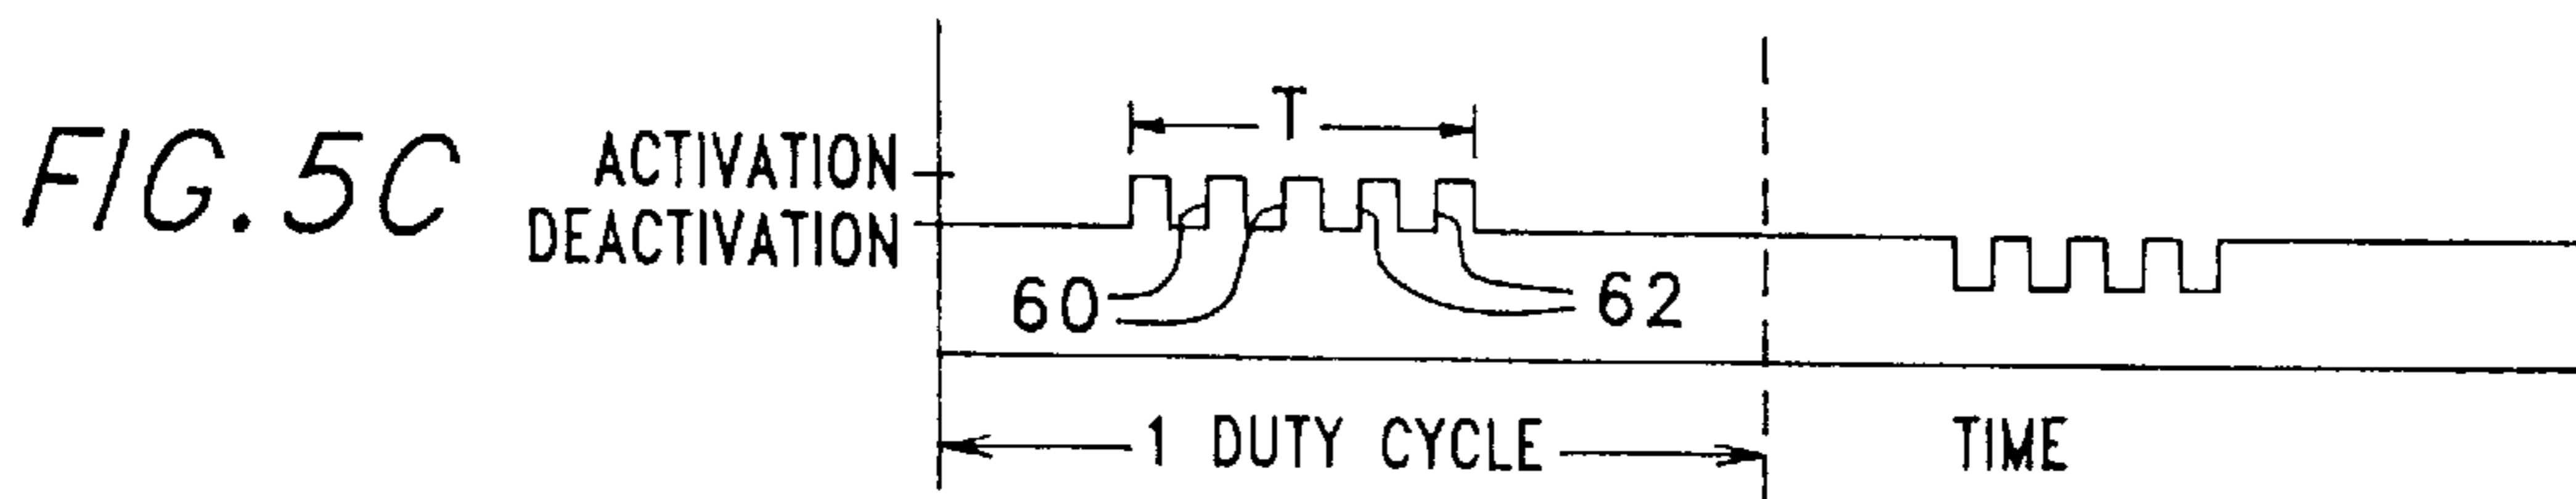 FIG. 5C
ACTIVATION
DEACTIVATION
T
60
62
1 DUTY CYCLE
TIME